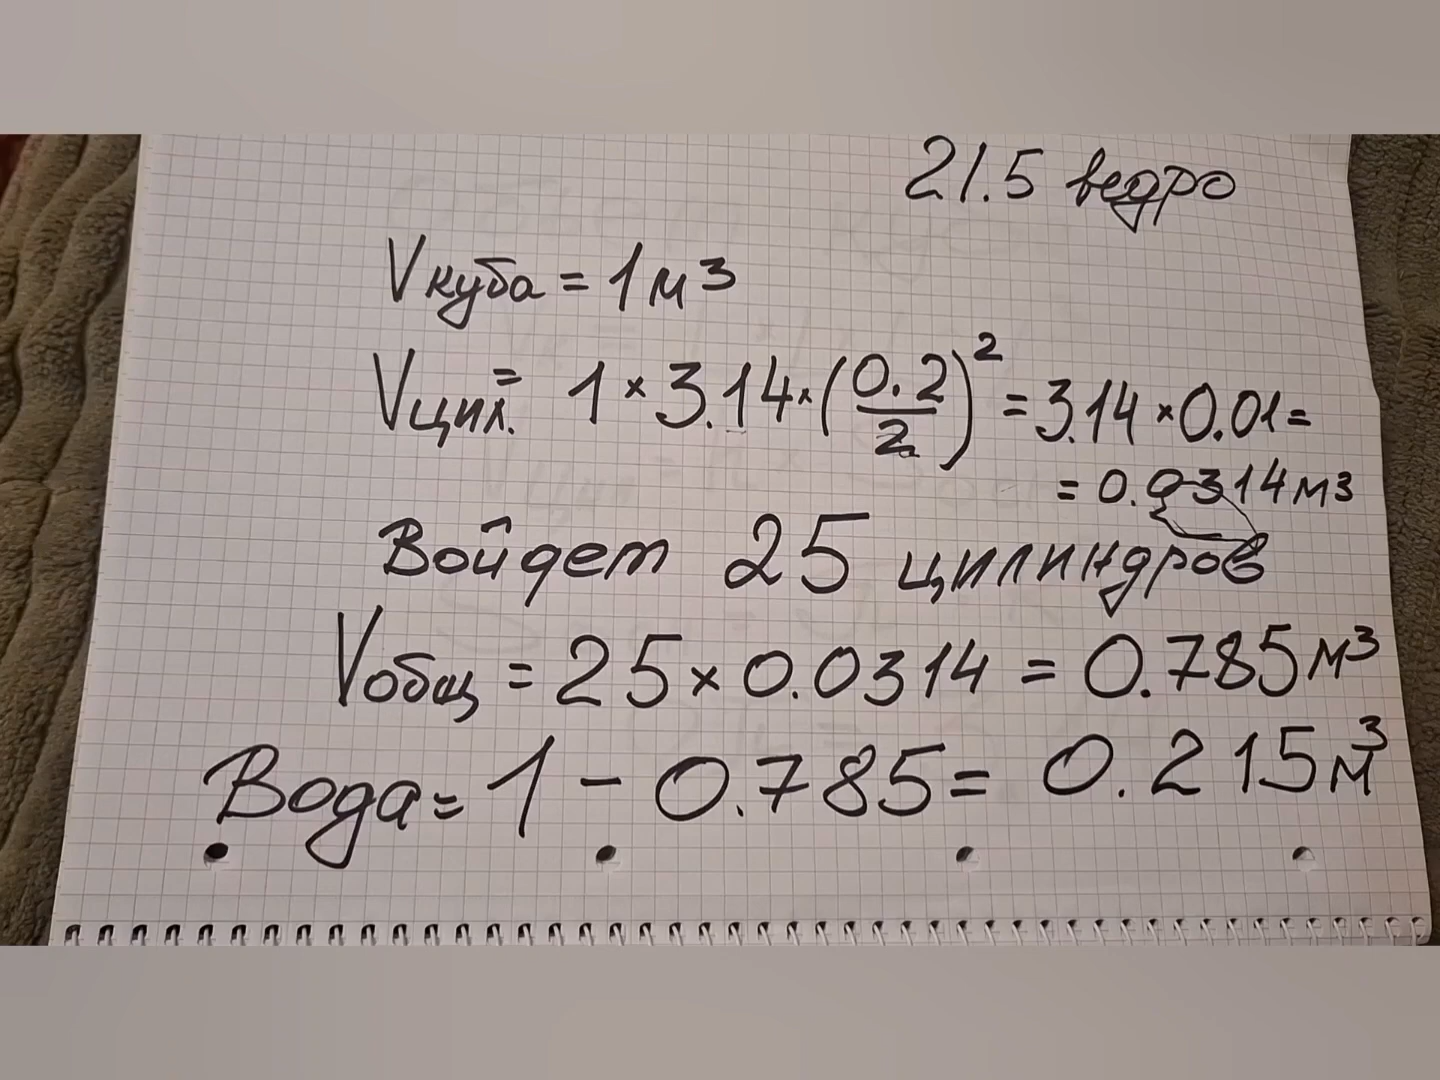 21.5 ведро
Vкуба = 1м3
Vцил. = 1 × 3.14 × (0.2/2)² = 3.14 × 0.01 =
= 0.0314м3
Войдет 25 цилиндров
Vобщ = 25 × 0.0314 = 0.785м³
Вода = 1 - 0.785 = 0.215м³